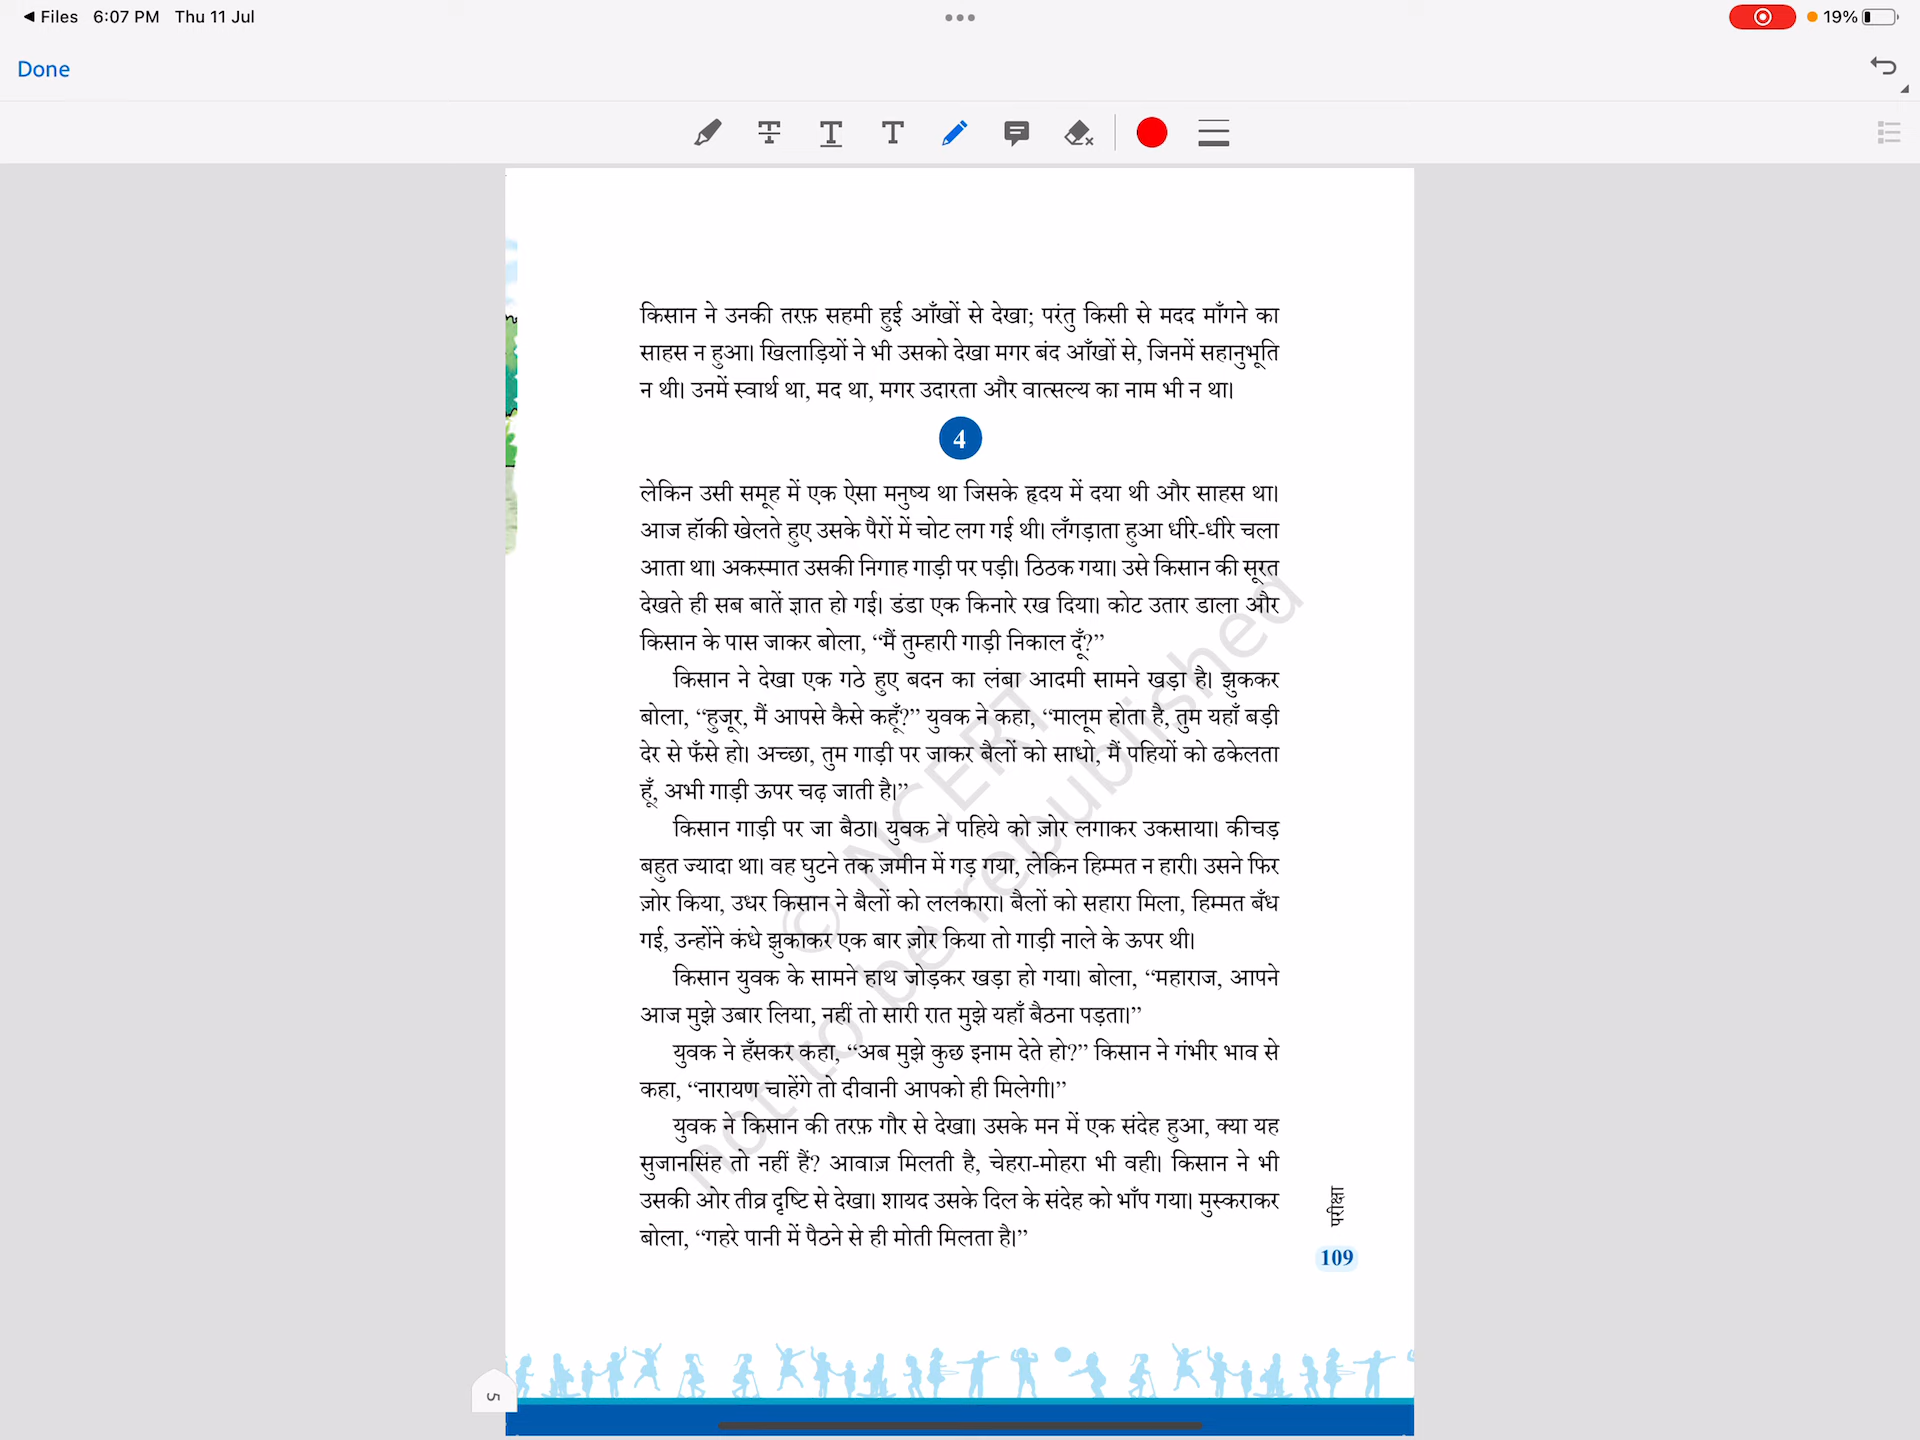 Files 6:07 PM Thu 11 Jul
19%
Done
किसान ने उनकी तरफ़ सहमी हुई आँखों से देखा; परंतु किसी से मदद माँगने का
साहस न हुआ। खिलाड़ियों ने भी उसको देखा मगर बंद आँखों से, जिनमें सहानुभूति
न थी। उनमें स्वार्थ था, मद था, मगर उदारता और वात्सल्य का नाम भी न था।
4
लेकिन उसी समूह में एक ऐसा मनुष्य था जिसके हृदय में दया थी और साहस था।
आज हॉकी खेलते हुए उसके पैरों में चोट लग गई थी। लँगड़ाता हुआ धीरे-धीरे चला
आता था। अकस्मात उसकी निगाह गाड़ी पर पड़ी। ठिठक गया। उसे किसान की सूरत
देखते ही सब बातें ज्ञात हो गई। डंडा एक किनारे रख दिया। कोट उतार डाला और
किसान के पास जाकर बोला, “मैं तुम्हारी गाड़ी निकाल दूँ?”
किसान ने देखा एक गठे हुए बदन का लंबा आदमी सामने खड़ा है। झुककर
बोला, “हुजूर, मैं आपसे कैसे कहूँ?” युवक ने कहा, “मालूम होता है, तुम यहाँ बड़ी
देर से फँसे हो। अच्छा, तुम गाड़ी पर जाकर बैलों को साधो, मैं पहियों को ढकेलता
हूँ, अभी गाड़ी ऊपर चढ़ जाती है।”
किसान गाड़ी पर जा बैठा। युवक ने पहिये को ज़ोर लगाकर उकसाया। कीचड़
बहुत ज्यादा था। वह घुटने तक ज़मीन में गड़ गया, लेकिन हिम्मत न हारी। उसने फिर
ज़ोर किया, उधर किसान ने बैलों को ललकारा। बैलों को सहारा मिला, हिम्मत बँध
गई, उन्होंने कंधे झुकाकर एक बार ज़ोर किया तो गाड़ी नाले के ऊपर थी।
किसान युवक के सामने हाथ जोड़कर खड़ा हो गया। बोला, “महाराज, आपने
आज मुझे उबार लिया, नहीं तो सारी रात मुझे यहाँ बैठना पड़ता।”
युवक ने हँसकर कहा, “अब मुझे कुछ इनाम देते हो?” किसान ने गंभीर भाव से
कहा, “नारायण चाहेंगे तो दीवानी आपको ही मिलेगी।”
युवक ने किसान की तरफ़ गौर से देखा। उसके मन में एक संदेह हुआ, क्या यह
सुजानसिंह तो नहीं हैं? आवाज़ मिलती है, चेहरा-मोहरा भी वही। किसान ने भी
उसकी ओर तीव्र दृष्टि से देखा। शायद उसके दिल के संदेह को भाँप गया। मुस्कराकर
बोला, “गहरे पानी में पैठने से ही मोती मिलता है।”
© NCERT
not to be republished
परीक्षा
109
5